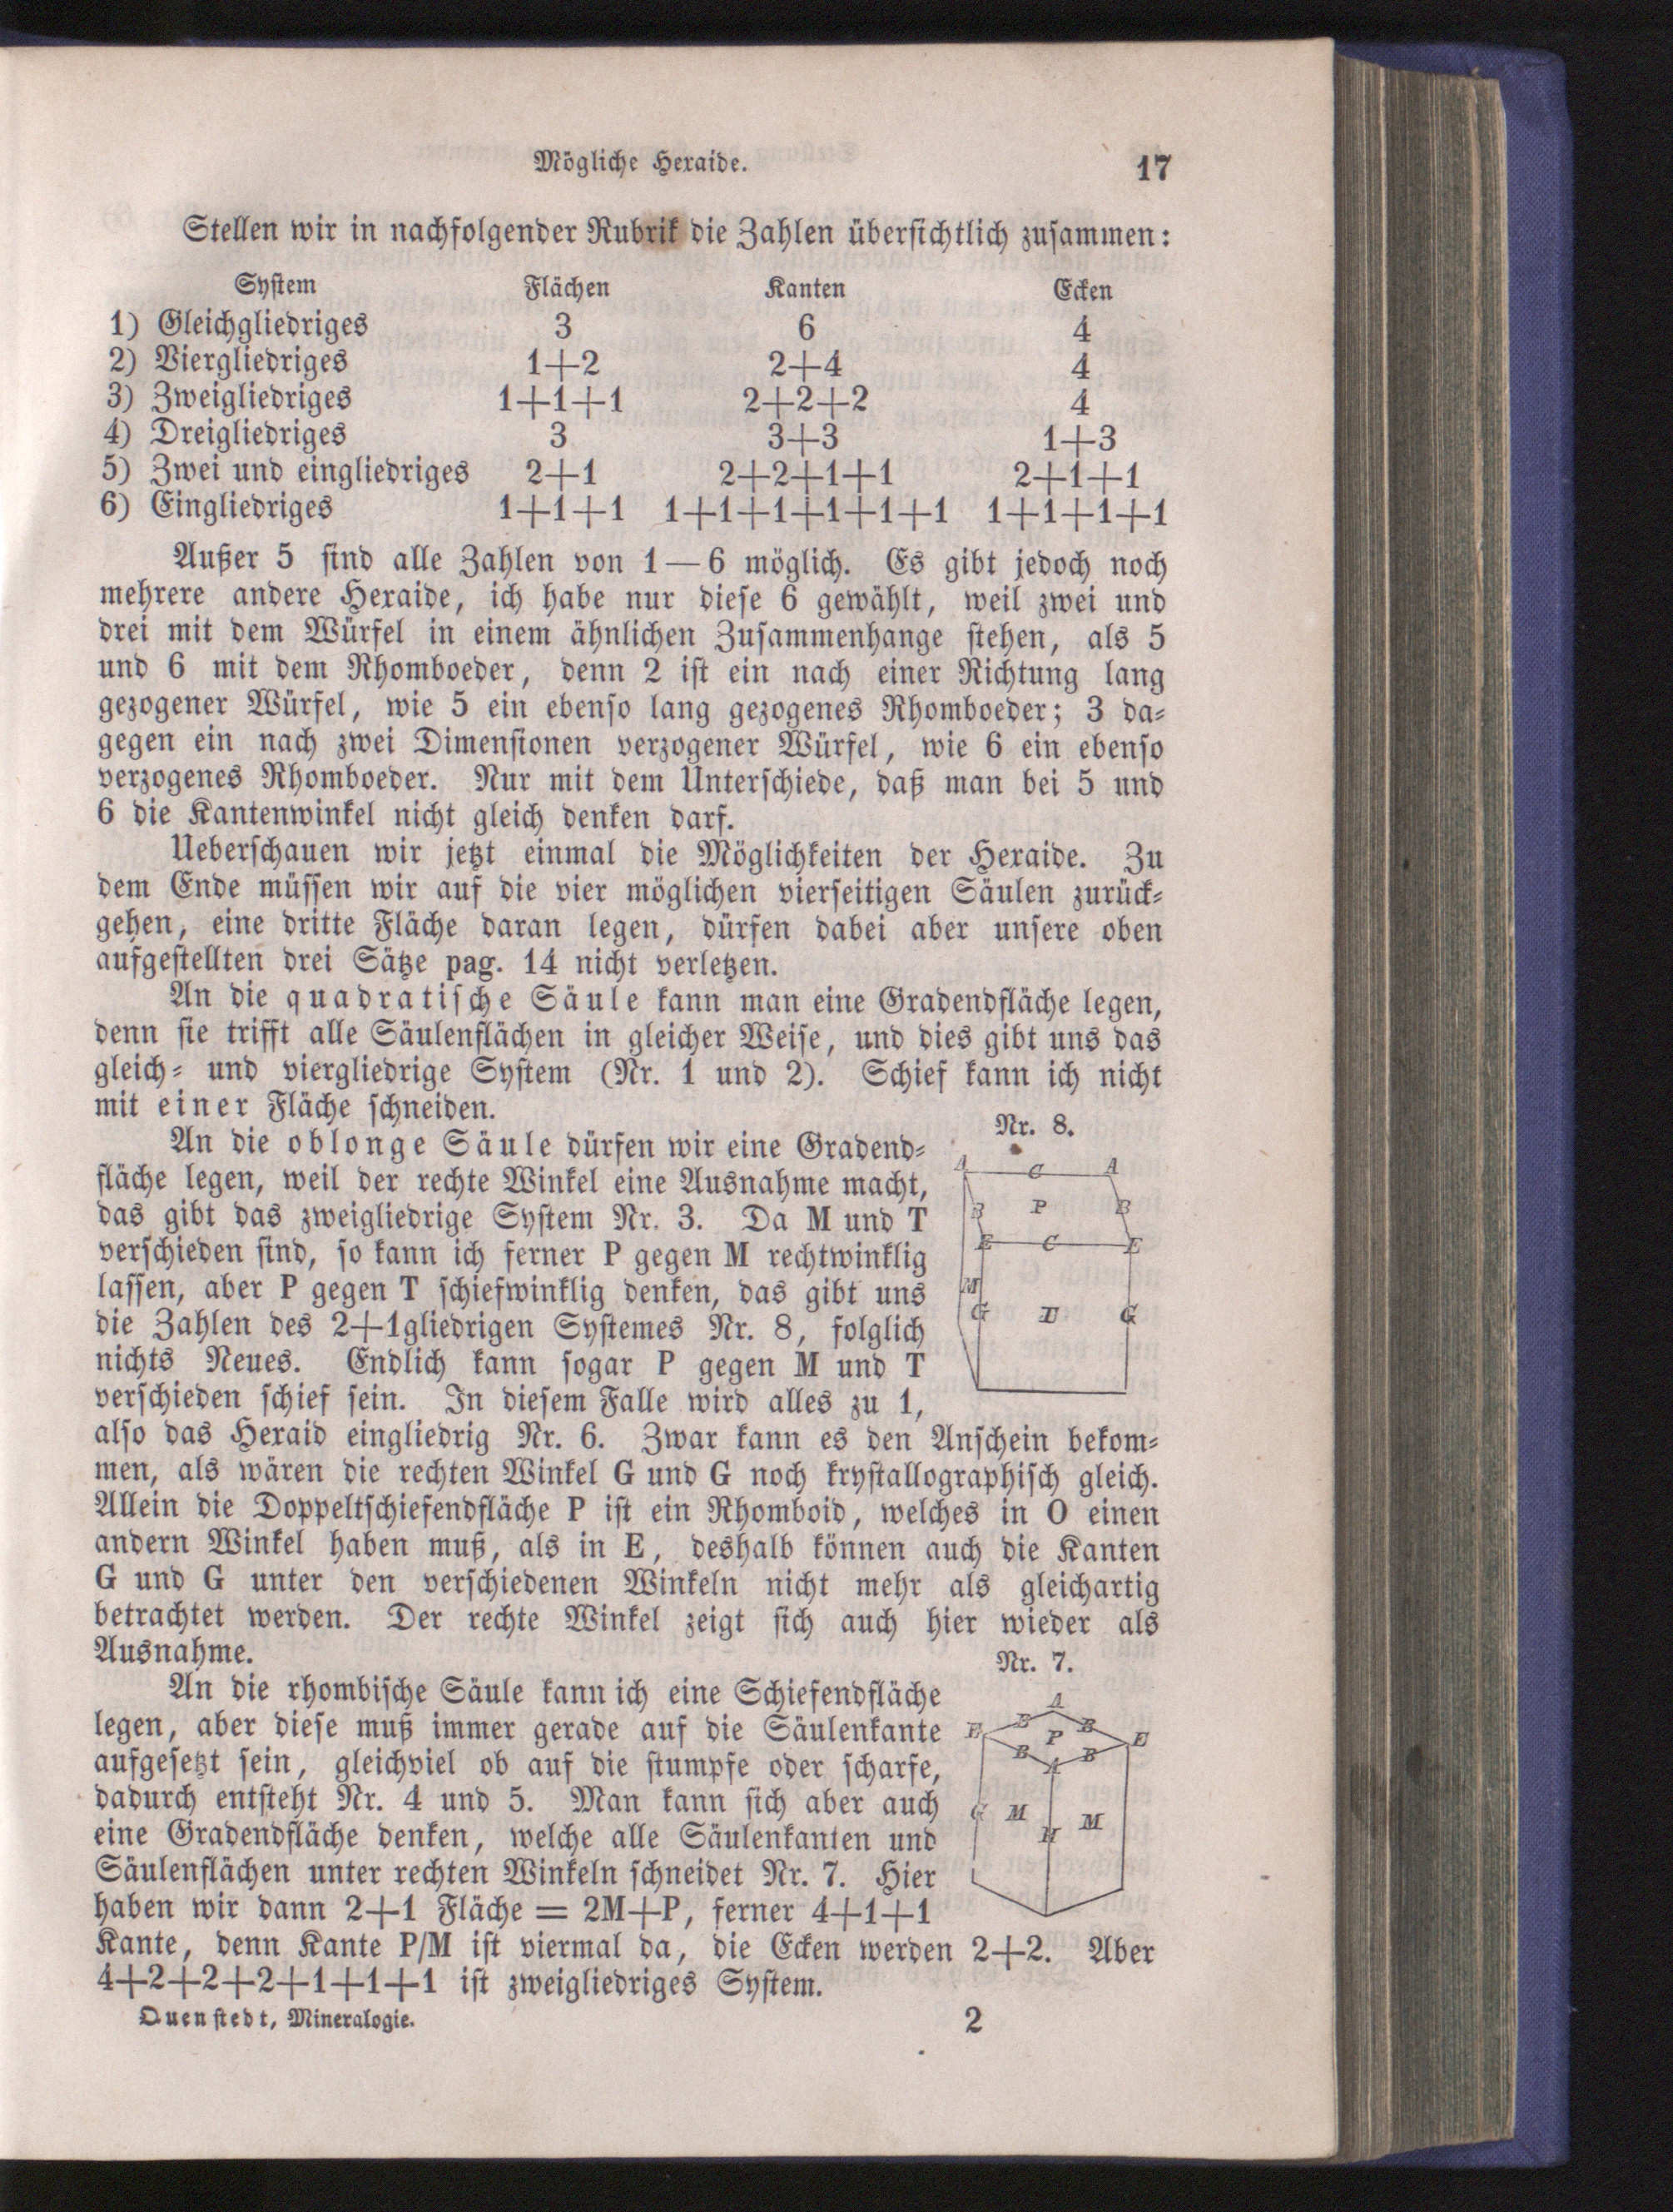 Mögliche Hexaide. 17
Stellen wir in nachfolgender Rubrik die Zahlen übersichtlich zusammen:
System Flächen Kanten Ecken
1) Gleichgliedriges 3 6 4
2) Viergliedriges 1+2 2+4 4
3) Zweigliedriges 1+1+1 2+2+2 4
4) Dreigliedriges 3 3+3 1+3
5) Zwei und eingliedriges 2+1 2+2+1+1 2+1+1
6) Eingliedriges 1+1+1 1+1+1+1+1+1 1+1+1+1
Außer 5 sind alle Zahlen von 1—6 möglich. Es gibt jedoch noch
mehrere andere Hexaide, ich habe nur diese 6 gewählt, weil zwei und
drei mit dem Würfel in einem ähnlichen Zusammenhange stehen, als 5
und 6 mit dem Rhomboeder, denn 2 ist ein nach einer Richtung lang
gezogener Würfel, wie 5 ein ebenso lang gezogenes Rhomboeder; 3 da-
gegen ein nach zwei Dimensionen verzogener Würfel, wie 6 ein ebenso
verzogenes Rhomboeder. Nur mit dem Unterschiede, daß man bei 5 und
6 die Kantenwinkel nicht gleich denken darf.
Ueberschauen wir jetzt einmal die Möglichkeiten der Hexaide. Zu
dem Ende müssen wir auf die vier möglichen vierseitigen Säulen zurück-
gehen, eine dritte Fläche daran legen, dürfen dabei aber unsere oben
aufgestellten drei Sätze pag. 14 nicht verletzen.
An die quadratische Säule kann man eine Gradendfläche legen,
denn sie trifft alle Säulenflächen in gleicher Weise, und dies gibt uns das
gleich- und viergliedrige System (Nr. 1 und 2). Schief kann ich nicht
mit einer Fläche schneiden.
An die oblonge Säule dürfen wir eine Gradend-
fläche legen, weil der rechte Winkel eine Ausnahme macht,
das gibt das zweigliedrige System Nr. 3. Da M und T
verschieden sind, so kann ich ferner P gegen M rechtwinklig
lassen, aber P gegen T schiefwinklig denken, das gibt uns
die Zahlen des 2+1gliedrigen Systemes Nr. 8, folglich
nichts Neues. Endlich kann sogar P gegen M und T
verschieden schief sein. In diesem Falle wird alles zu 1,
also das Hexaid eingliedrig Nr. 6. Zwar kann es den Anschein bekom-
men, als wären die rechten Winkel G und G noch krystallographisch gleich.
Allein die Doppeltschiefendfläche P ist ein Rhomboid, welches in O einen
andern Winkel haben muß, als in E, deshalb können auch die Kanten
G und G unter den verschiedenen Winkeln nicht mehr als gleichartig
betrachtet werden. Der rechte Winkel zeigt sich auch hier wieder als
Ausnahme.
Nr. 8.
A C A
B P B
E C E
M
G T G
An die rhombische Säule kann ich eine Schiefendfläche
legen, aber diese muß immer gerade auf die Säulenkante
aufgesetzt sein, gleichviel ob auf die stumpfe oder scharfe,
dadurch entsteht Nr. 4 und 5. Man kann sich aber auch
eine Gradendfläche denken, welche alle Säulenkanten und
Säulenflächen unter rechten Winkeln schneidet Nr. 7. Hier
haben wir dann 2+1 Fläche = 2M+P, ferner 4+1+1
Kante, denn Kante P/M ist viermal da, die Ecken werden 2+2. Aber
4+2+2+2+1+1+1 ist zweigliedriges System.
Nr. 7.
A
E B B E
P
B B
A
G M M
H
Quenstedt, Mineralogie. 2